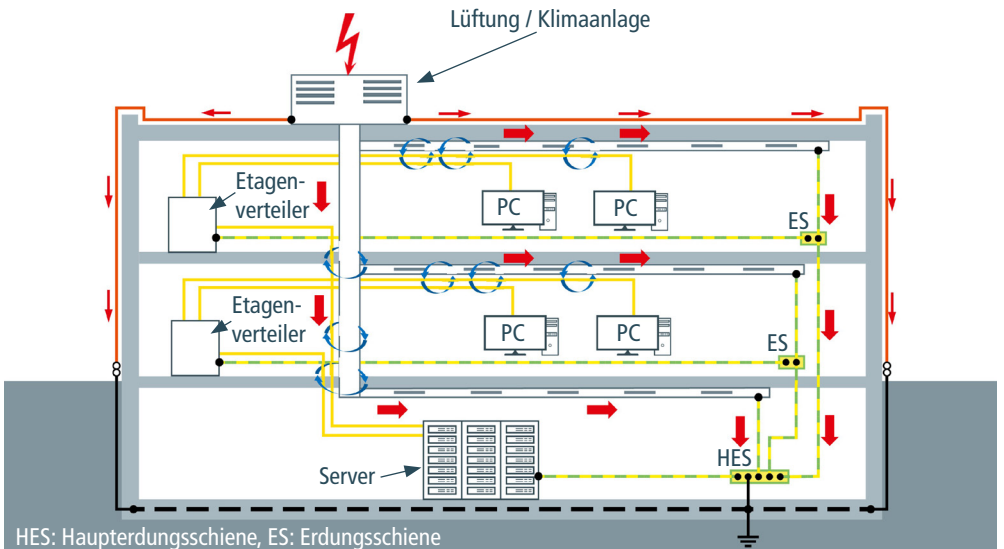 Lüftung / Klimaanlage
Etagen-
verteiler
PC
PC
ES
Etagen-
verteiler
PC
PC
ES
Server
HES
HES: Haupterdungsschiene, ES: Erdungsschiene